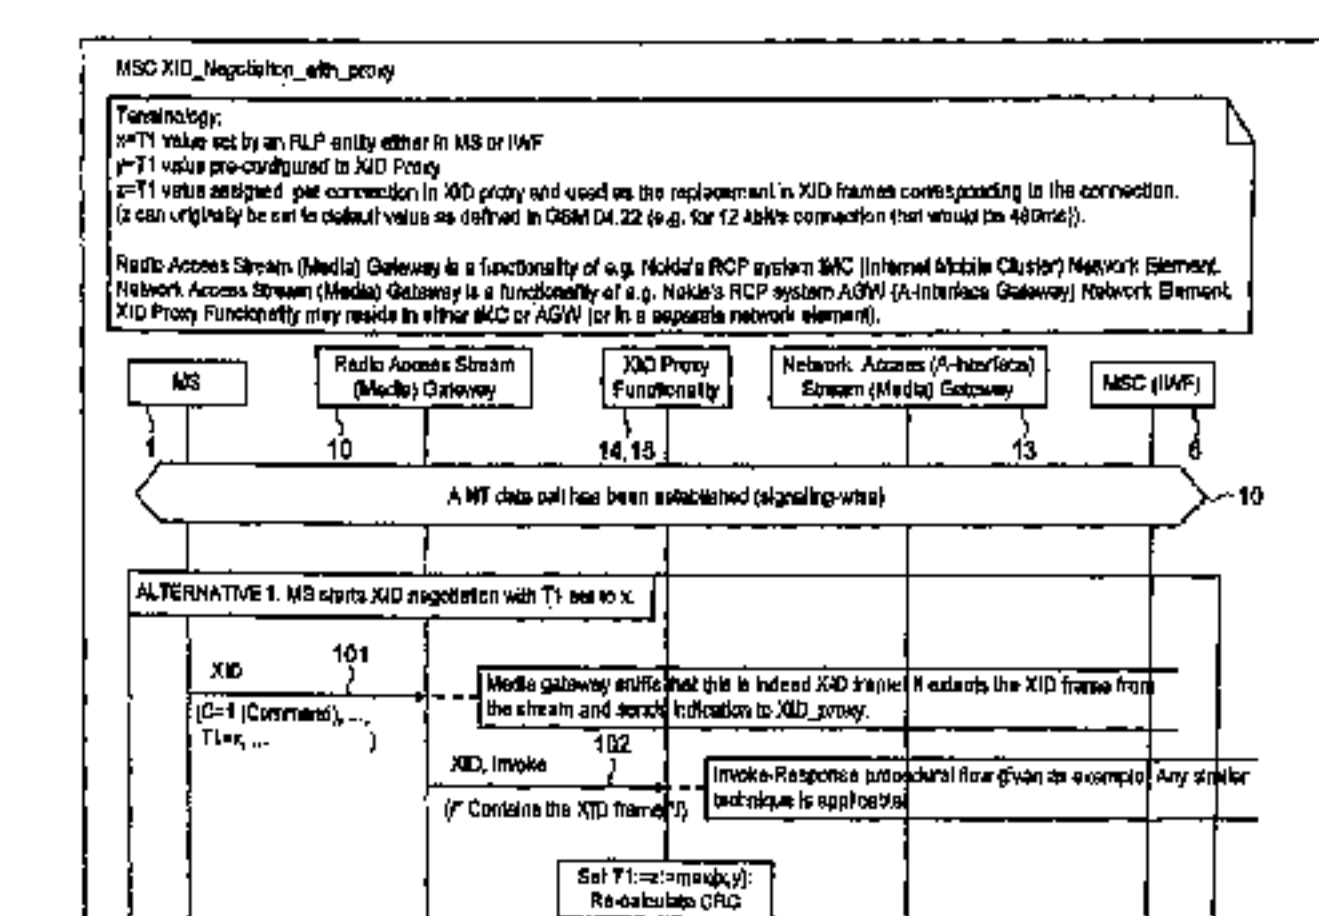 MSC XID_Negotiation_with_proxy
Terminology:
x=T1 value set by an RLP entity either in MS or IWF
y=T1 value pre-configured to XID Proxy
z=T1 value assigned per connection in XID proxy and used as the replacement in XID frames corresponding to the connection.
(z can originally be set to default value as defined in GSM 04.22 (e.g. for 12 kbit/s connection that would be 480ms)).
Radio Access Stream (Media) Gateway is a functionality of e.g. Nokia's RCP system IMC (Internet Mobile Cluster) Network Element.
Network Access Stream (Media) Gateway is a functionality of e.g. Nokia's RCP system AGW (A-Interface Gateway) Network Element.
XID Proxy Functionality may reside in either IMC or AGW (or in a separate network element).
MS
Radio Access Stream
(Media) Gateway
XID Proxy
Functionality
Network Access (A-Interface)
Stream (Media) Gateway
MSC (IWF)
1
10
14,15
13
6
A NT data call has been established (signaling-wise)
10
ALTERNATIVE 1. MS starts XID negotiation with T1 set to x.
XID
101
(C=1 (Command), ...,
T1=x, ...
)
Media gateway sniffs that this is indeed XID frame. It extracts the XID frame from
the stream and sends indication to XID_proxy.
102
XID, Invoke
(/* Contains the XID frame */)
Invoke-Response procedural flow given as example. Any similar
technique is applicable.
Set T1:=z:=max(x,y);
Re-calculate CRC